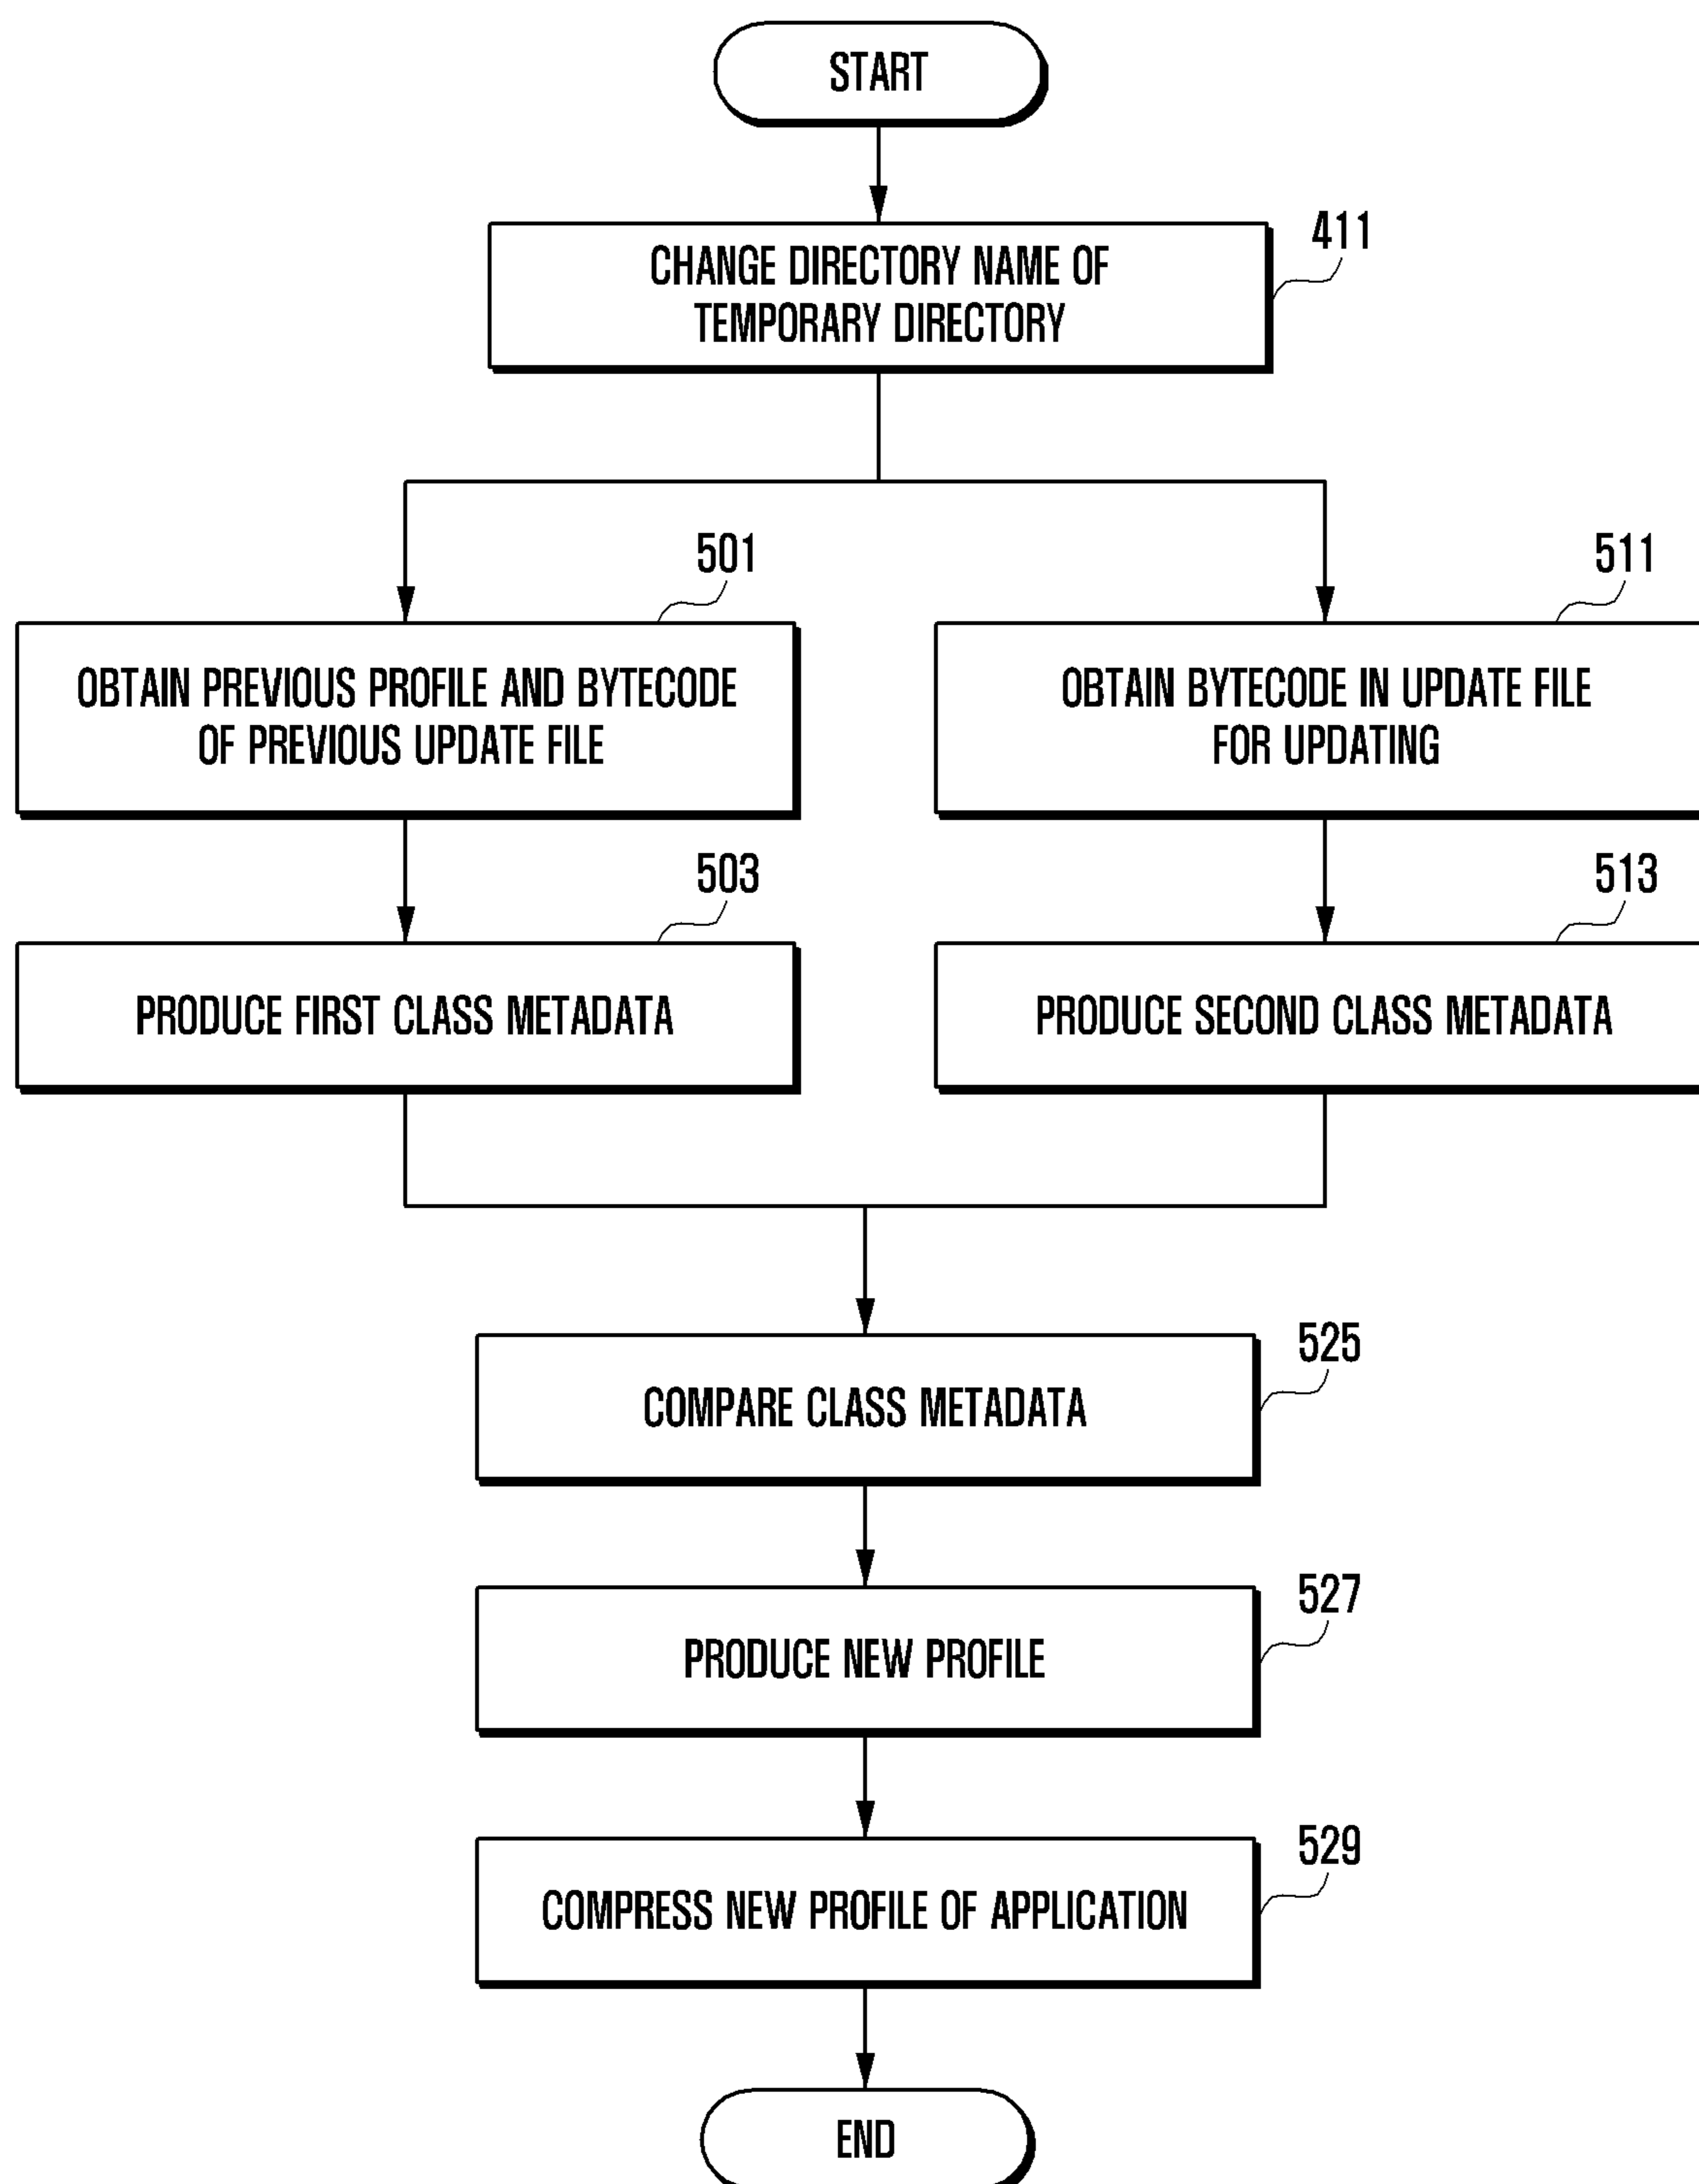 START
CHANGE DIRECTORY NAME OF
TEMPORARY DIRECTORY
411
501
OBTAIN PREVIOUS PROFILE AND BYTECODE
OF PREVIOUS UPDATE FILE
511
OBTAIN BYTECODE IN UPDATE FILE
FOR UPDATING
503
PRODUCE FIRST CLASS METADATA
513
PRODUCE SECOND CLASS METADATA
525
COMPARE CLASS METADATA
527
PRODUCE NEW PROFILE
529
COMPRESS NEW PROFILE OF APPLICATION
END